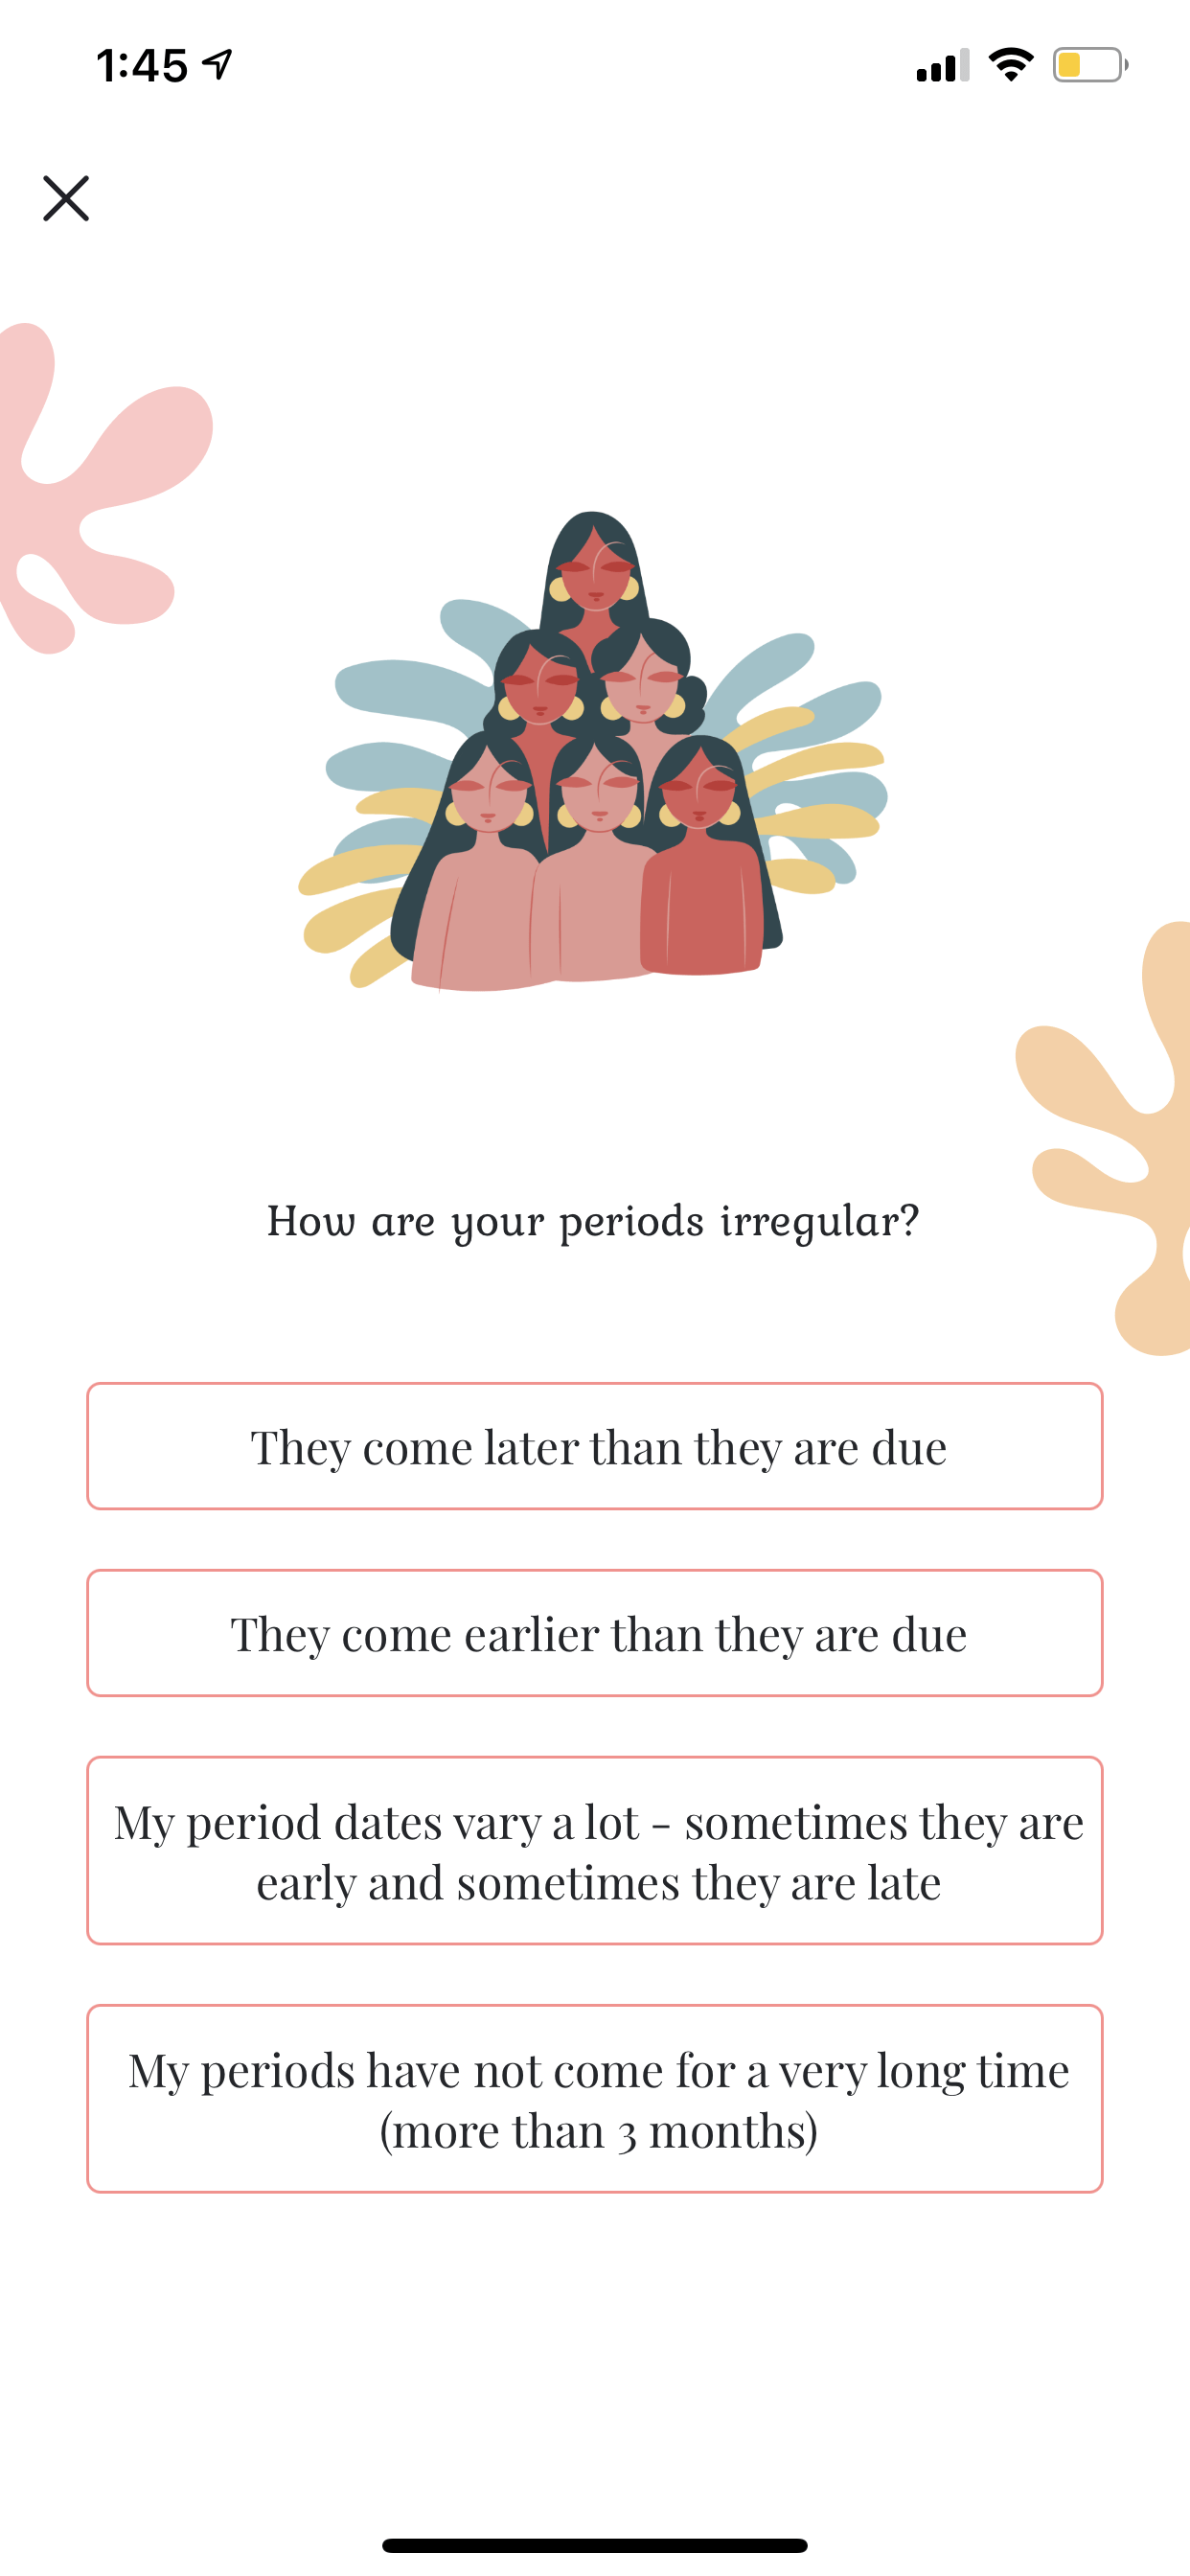 1:45
How are your periods irregular?
They come later than they are due
They come earlier than they are due
My period dates vary a lot - sometimes they are
early and sometimes they are late
My periods have not come for a very long time
(more than 3 months)